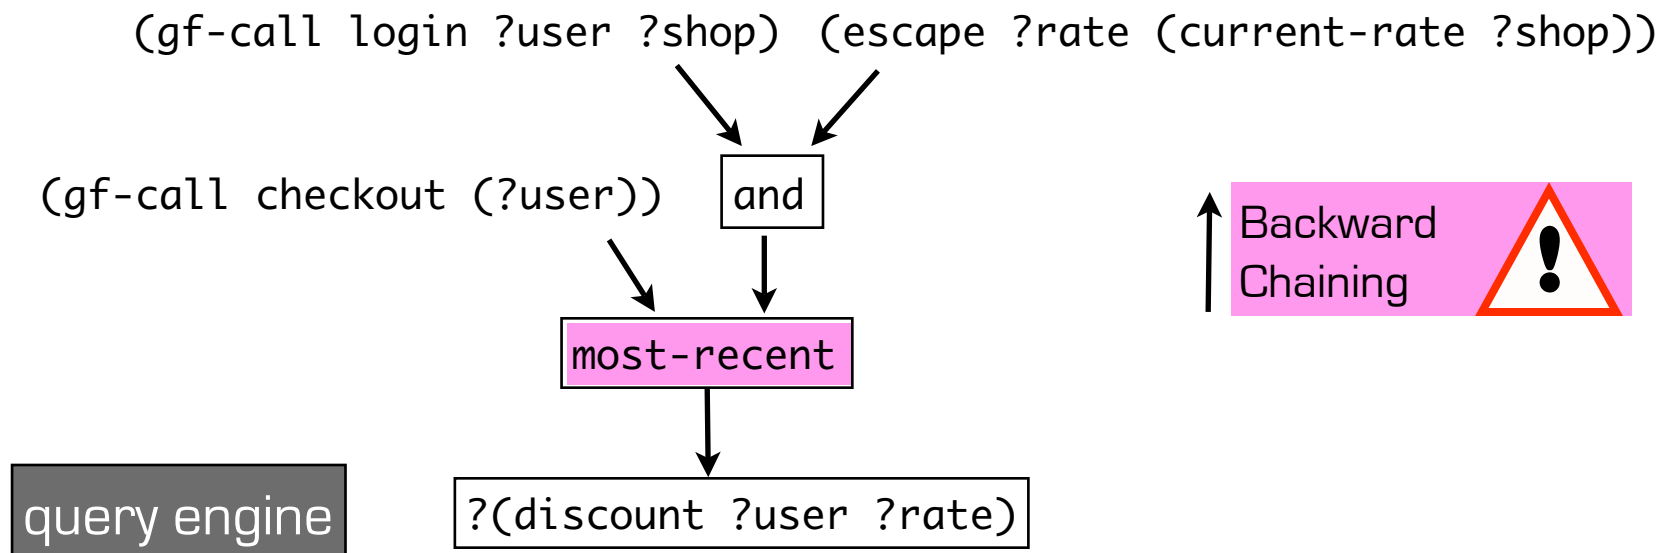 (gf-call login ?user ?shop) (escape ?rate (current-rate ?shop))
(gf-call checkout (?user))
and
Backward
Chaining
!
most-recent
query engine
?(discount ?user ?rate)